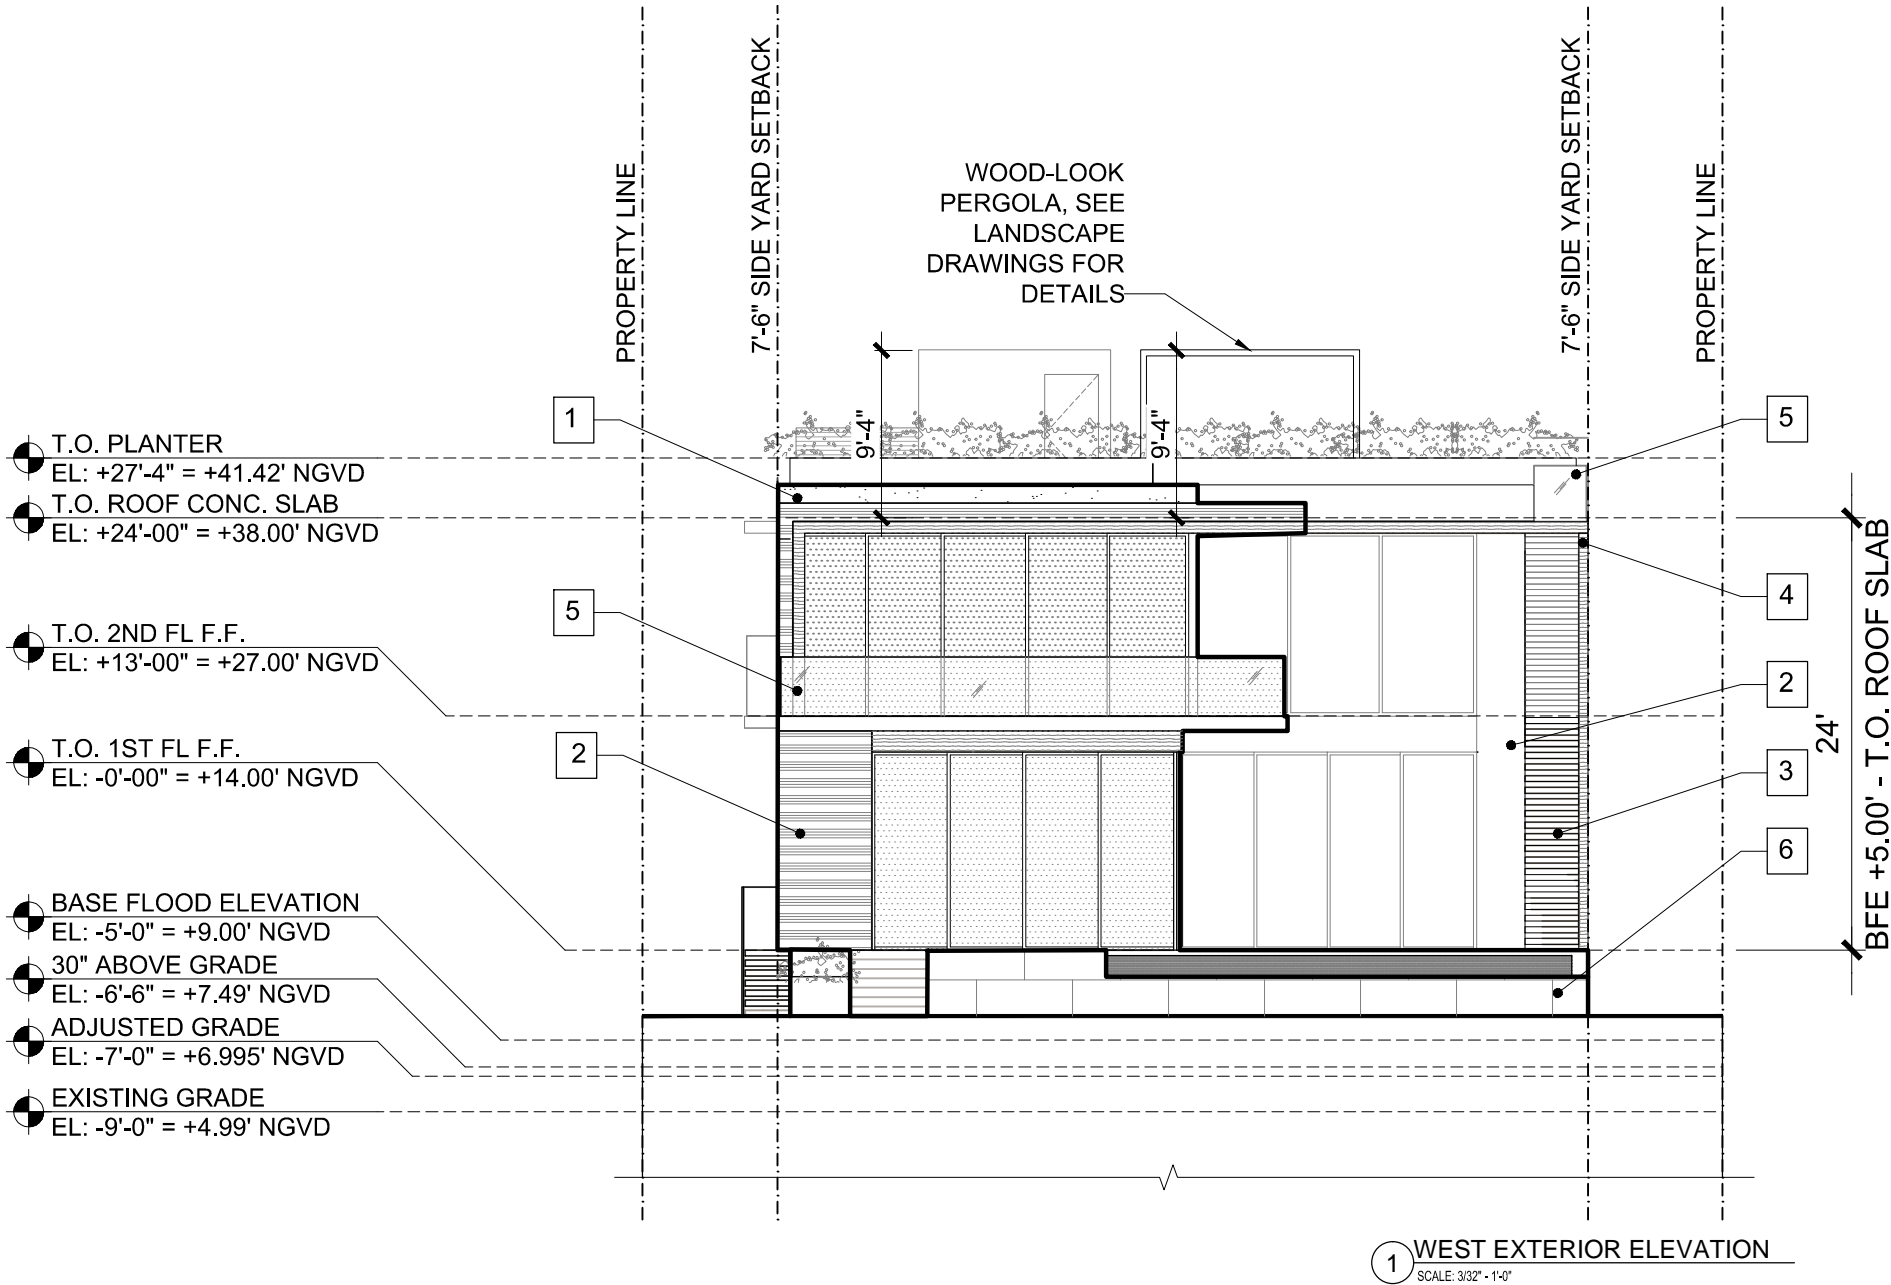 PROPERTY LINE
7'-6" SIDE YARD SETBACK
7'-6" SIDE YARD SETBACK
PROPERTY LINE
WOOD-LOOK
PERGOLA, SEE
LANDSCAPE
DRAWINGS FOR
DETAILS
9'-4"
9'-4"
1
5
2
5
4
2
3
6
T.O. PLANTER
EL: +27'-4" = +41.42' NGVD
T.O. ROOF CONC. SLAB
EL: +24'-00" = +38.00' NGVD
T.O. 2ND FL F.F.
EL: +13'-00" = +27.00' NGVD
T.O. 1ST FL F.F.
EL: -0'-00" = +14.00' NGVD
BASE FLOOD ELEVATION
EL: -5'-0" = +9.00' NGVD
30" ABOVE GRADE
EL: -6'-6" = +7.49' NGVD
ADJUSTED GRADE
EL: -7'-0" = +6.995' NGVD
EXISTING GRADE
EL: -9'-0" = +4.99' NGVD
24'
BFE +5.00' - T.O. ROOF SLAB
1
WEST EXTERIOR ELEVATION
SCALE: 3/32" - 1'-0"